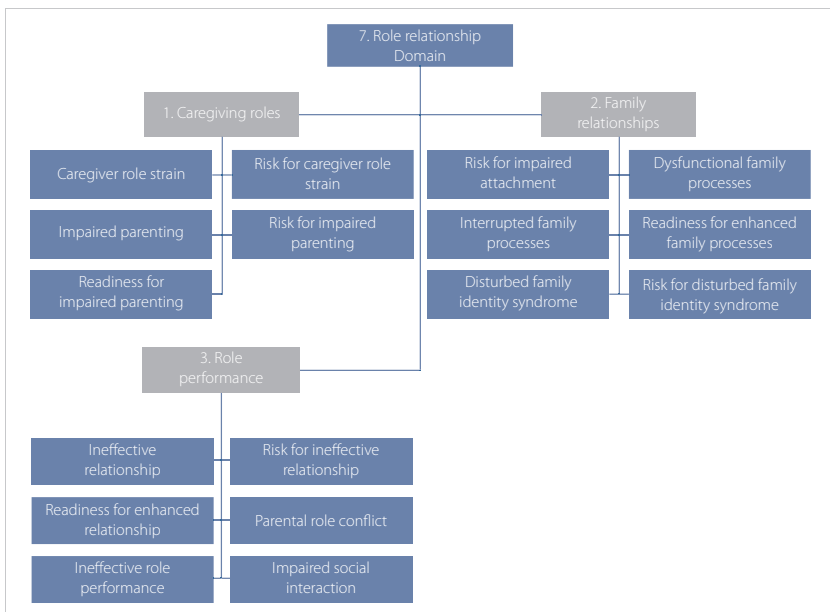 7. Role relationship
Domain
1. Caregiving roles
2. Family
relationships
Caregiver role strain
Risk for caregiver role
strain
Impaired parenting
Risk for impaired
parenting
Readiness for
impaired parenting
Risk for impaired
attachment
Dysfunctional family
processes
Interrupted family
processes
Readiness for enhanced
family processes
Disturbed family
identity syndrome
Risk for disturbed family
identity syndrome
3. Role
performance
Ineffective
relationship
Risk for ineffective
relationship
Readiness for enhanced
relationship
Parental role conflict
Ineffective role
performance
Impaired social
interaction